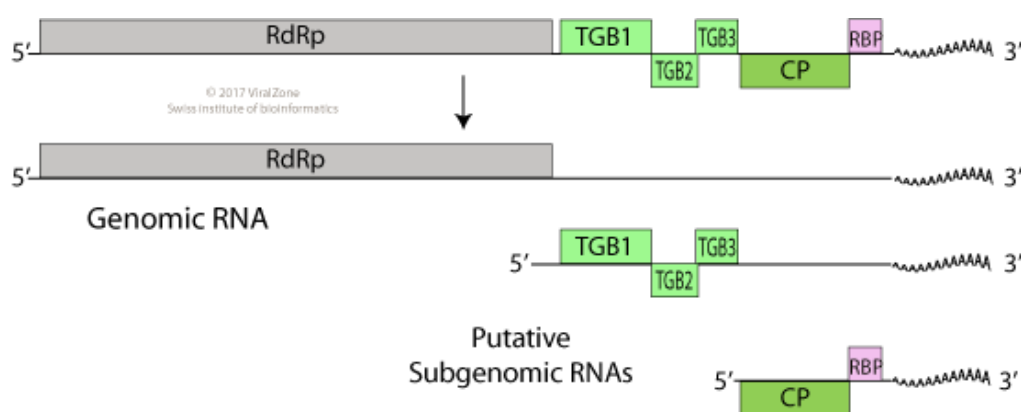 RdRp TGB1 TGB3 RBP
5′ 3′
TGB2 CP
© 2017 ViralZone
Swiss institute of bioinformatics
RdRp
5′ AAAAAAAAA 3′
Genomic RNA
TGB1 TGB3
5′ 3′
TGB2
Putative
Subgenomic RNAs
RBP
5′ 3′
CP